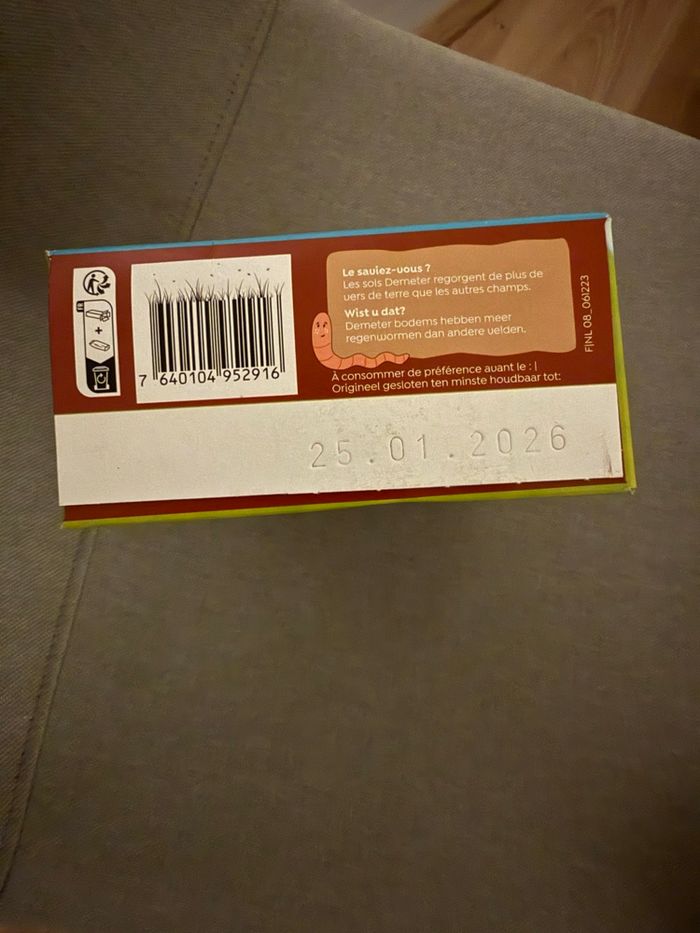 7 640104 952916
+
Le saviez-vous ?
Les sols Demeter regorgent de plus de
vers de terre que les autres champs.
Wist u dat?
Demeter bodems hebben meer
regenwormen dan andere velden.
À consommer de préférence avant le : |
Origineel gesloten ten minste houdbaar tot:
F|NL 08_061223
25.01.2026